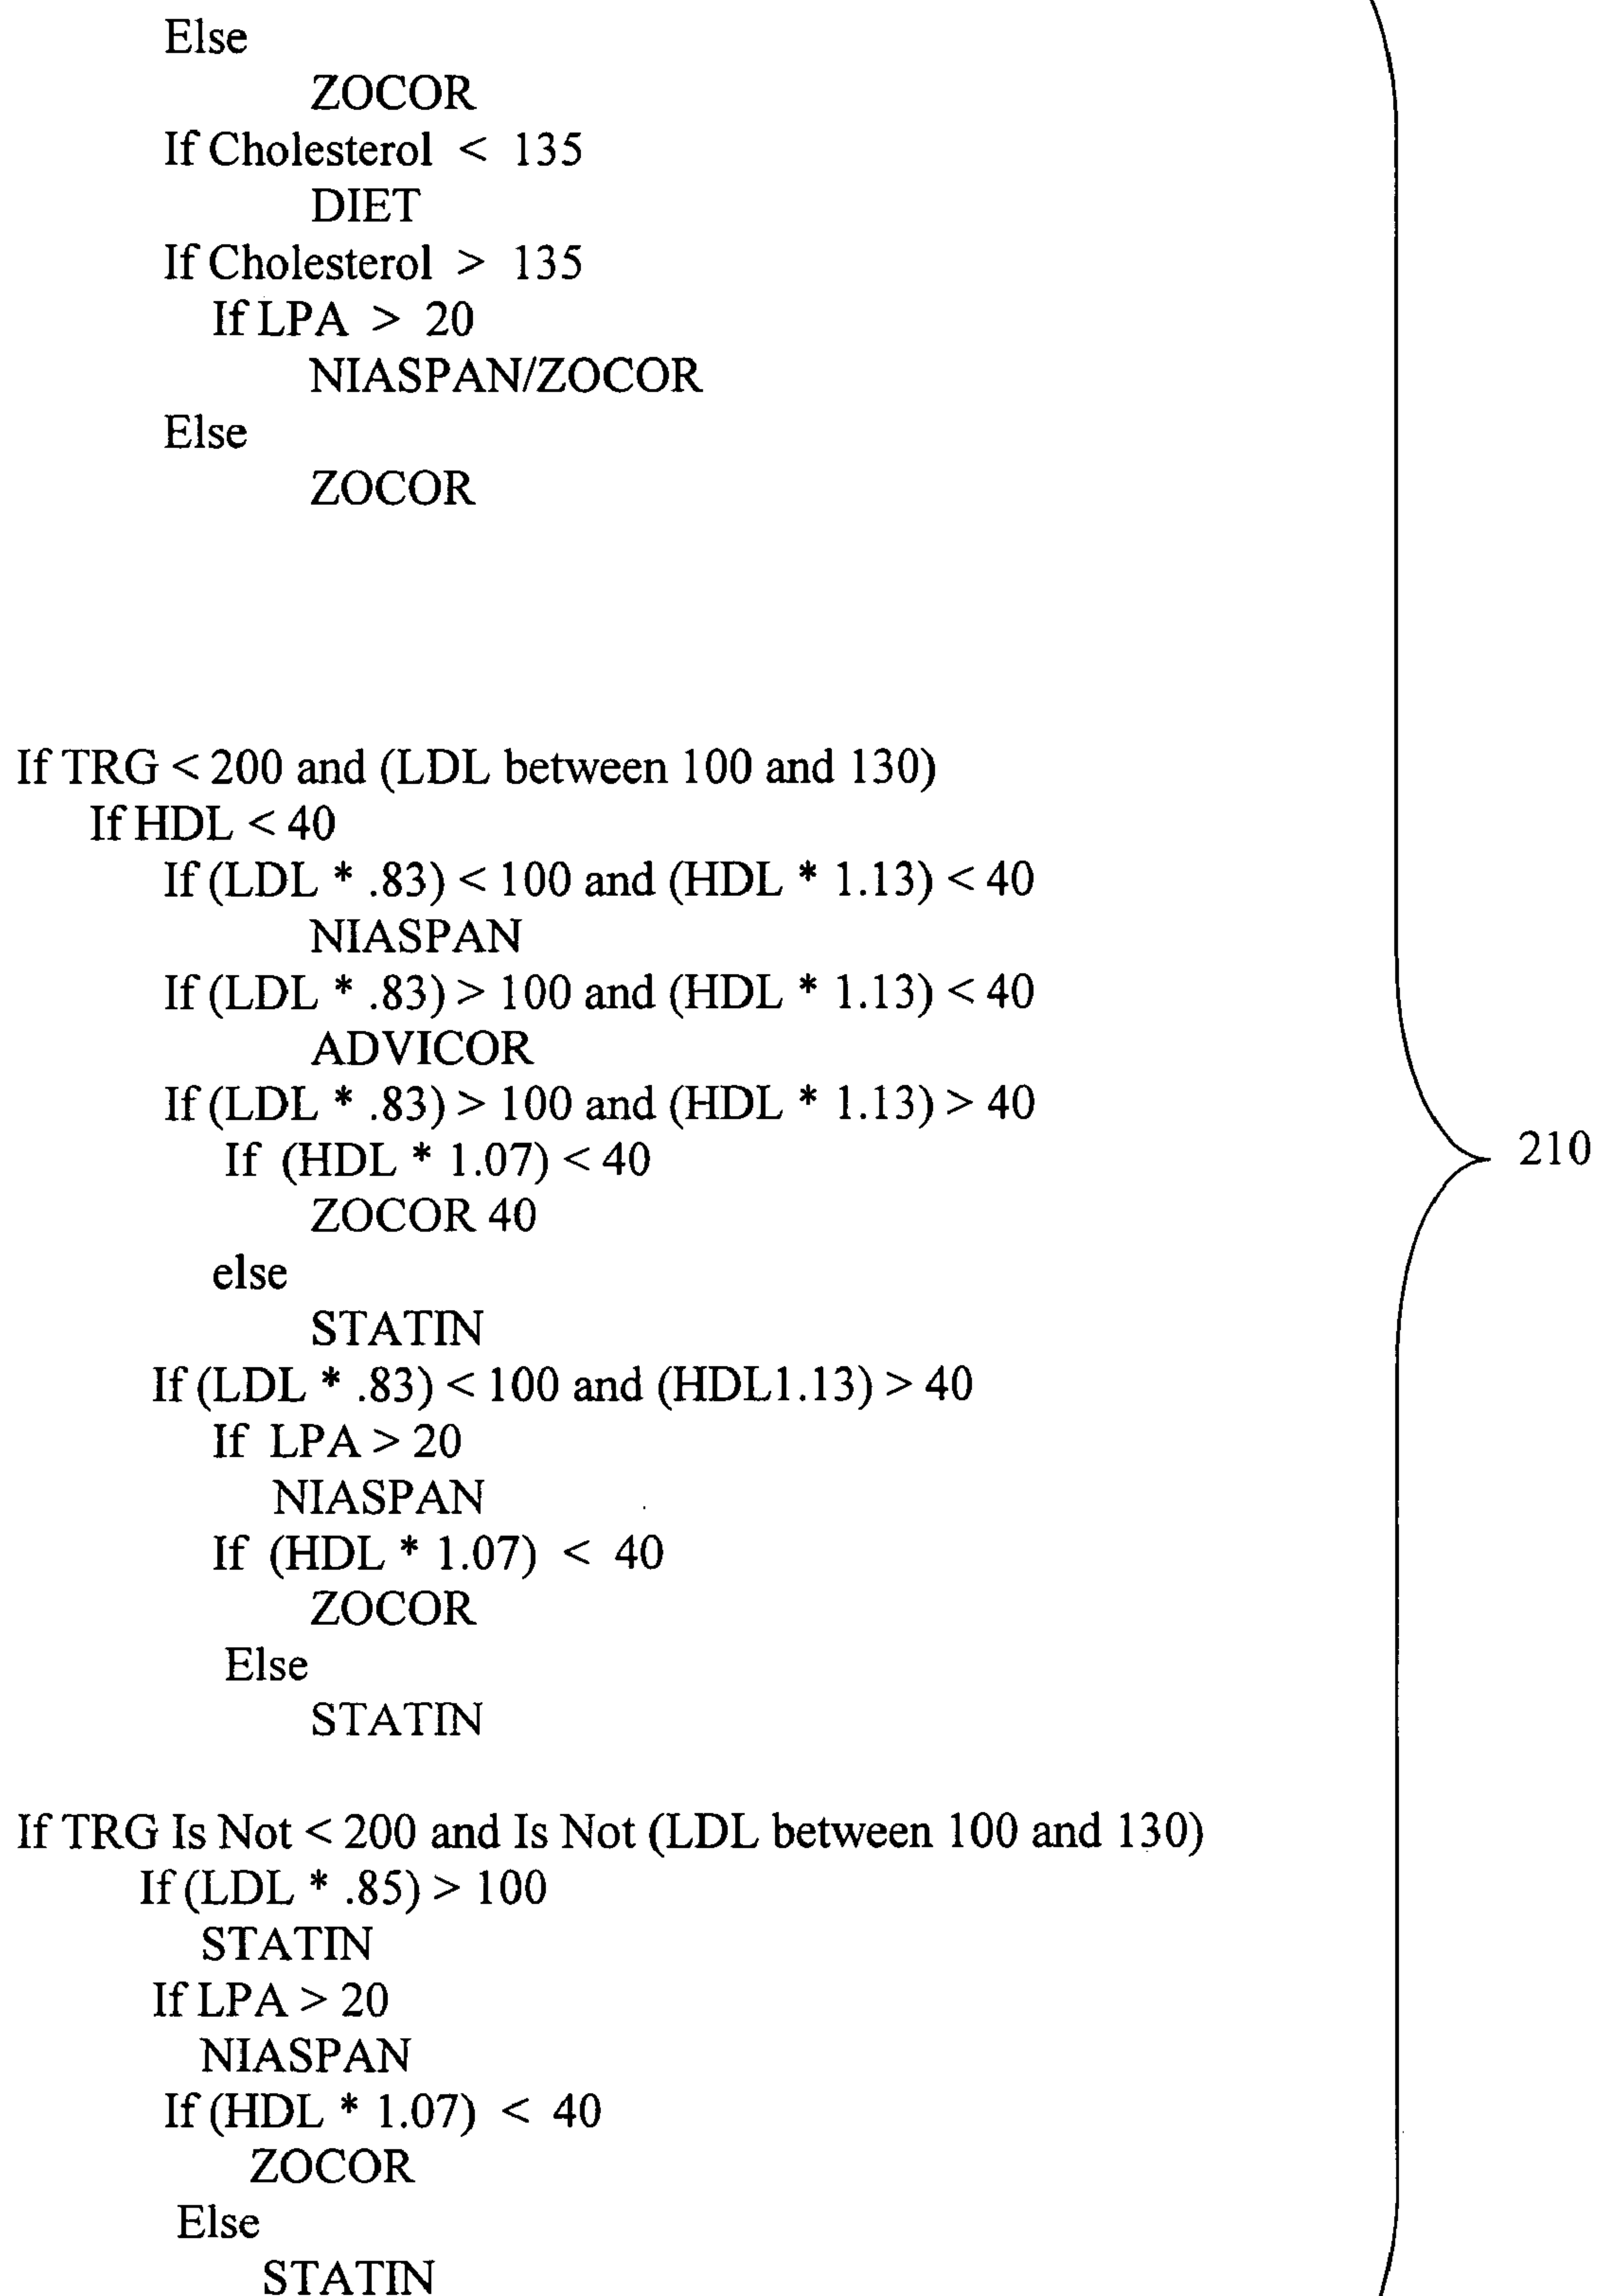 Else
ZOCOR
If Cholesterol < 135
DIET
If Cholesterol > 135
If LPA > 20
NIASPAN/ZOCOR
Else
ZOCOR
If TRG < 200 and (LDL between 100 and 130)
If HDL < 40
If (LDL * .83) < 100 and (HDL * 1.13) < 40
NIASPAN
If (LDL * .83) > 100 and (HDL * 1.13) < 40
ADVICOR
If (LDL * .83) > 100 and (HDL * 1.13) > 40
If (HDL * 1.07) < 40
210
ZOCOR 40
else
STATIN
If (LDL * .83) < 100 and (HDL1.13) > 40
If LPA > 20
NIASPAN
If (HDL * 1.07) < 40
ZOCOR
Else
STATIN
If TRG Is Not < 200 and Is Not (LDL between 100 and 130)
If (LDL * .85) > 100
STATIN
If LPA > 20
NIASPAN
If (HDL * 1.07) < 40
ZOCOR
Else
STATIN